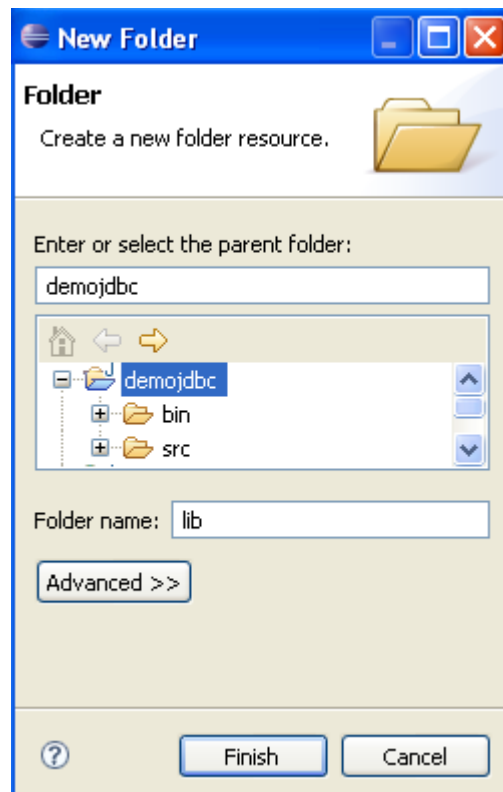 New Folder
Folder
Create a new folder resource.
Enter or select the parent folder:
demojdbc
demojdbc
bin
src
Folder name: lib
Advanced >>
Finish Cancel